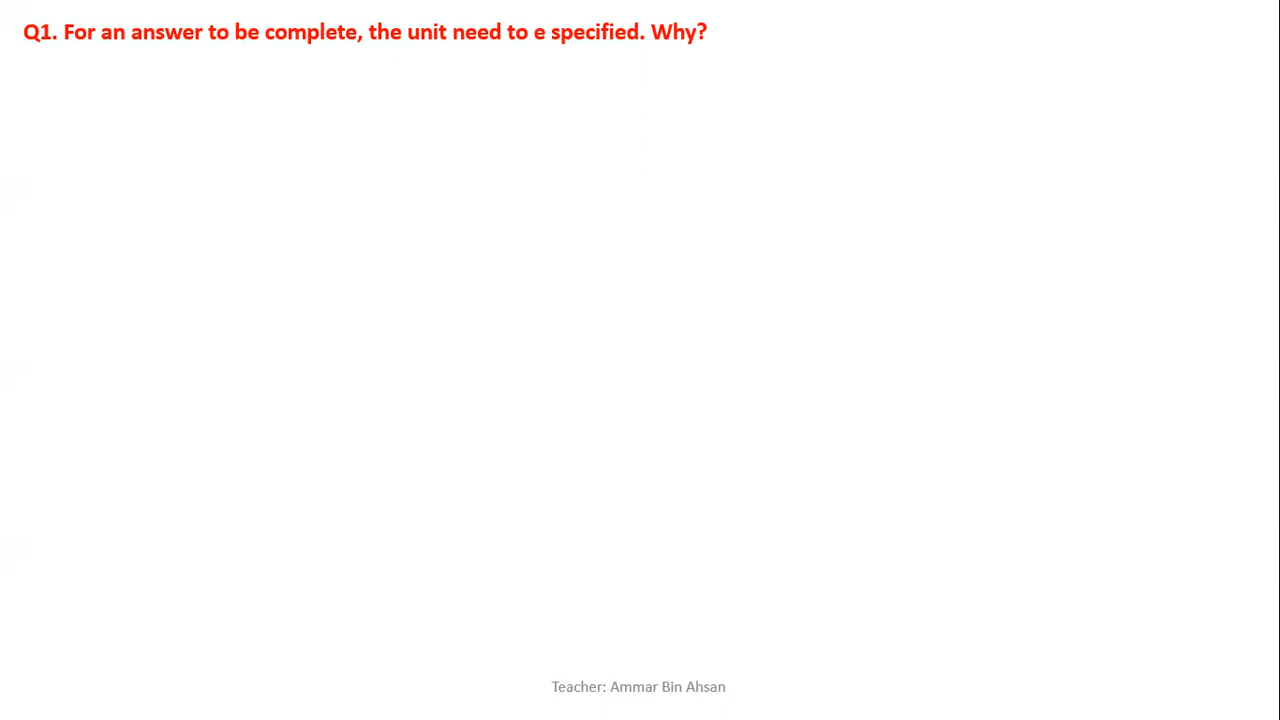 Q1. For an answer to be complete, the unit need to e specified. Why?
Teacher: Ammar Bin Ahsan